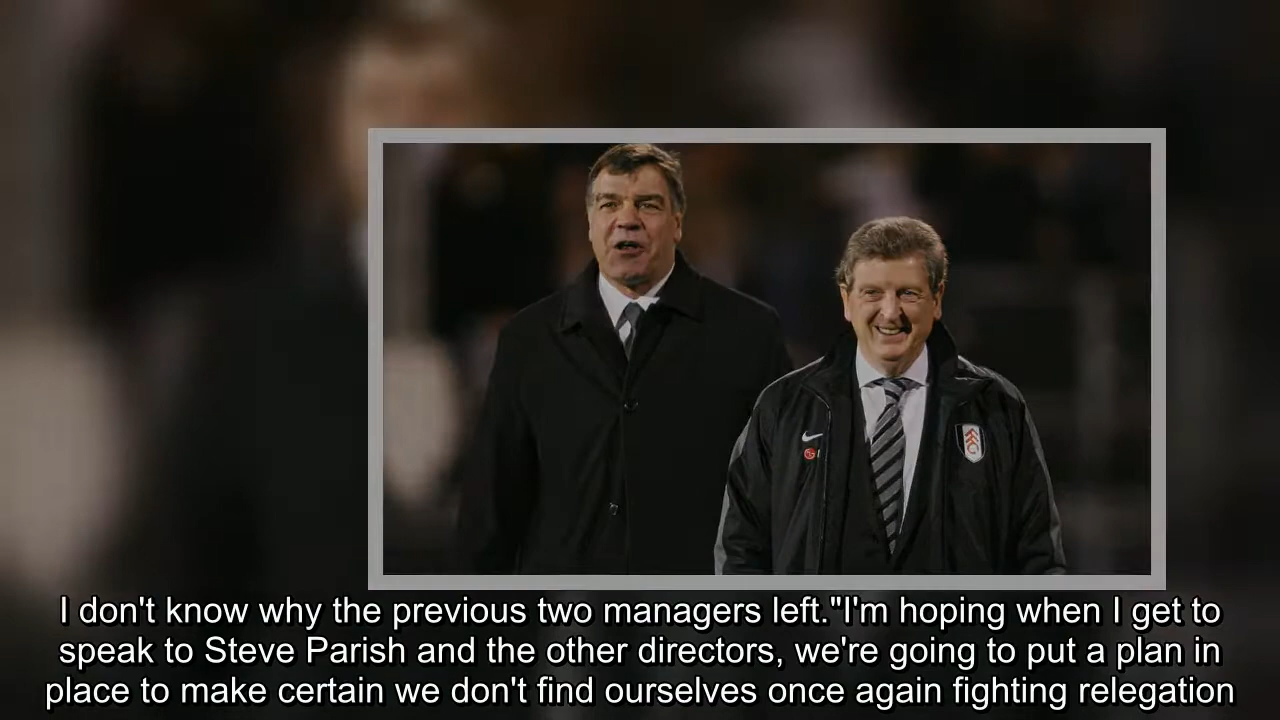 I don't know why the previous two managers left."I'm hoping when I get to
speak to Steve Parish and the other directors, we're going to put a plan in
place to make certain we don't find ourselves once again fighting relegation